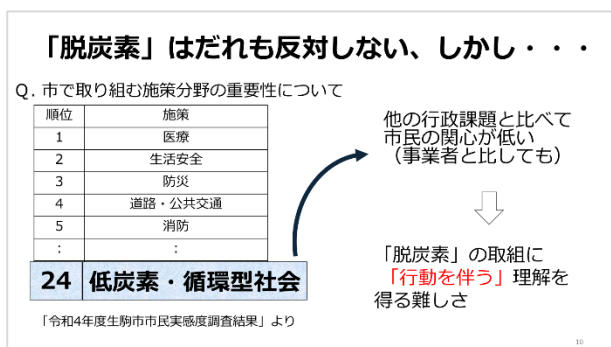 「脱炭素」はだれも反対しない、しかし・・・
Q. 市で取り組む施策分野の重要性について
順位 施策
1 医療
2 生活安全
3 防災
4 道路・公共交通
5 消防
: :
24 低炭素・循環型社会
「令和4年度生駒市市民実感度調査結果」より
他の行政課題と比べて
市民の関心が低い
（事業者と比しても）
「脱炭素」の取組に
「行動を伴う」理解を
得る難しさ
10